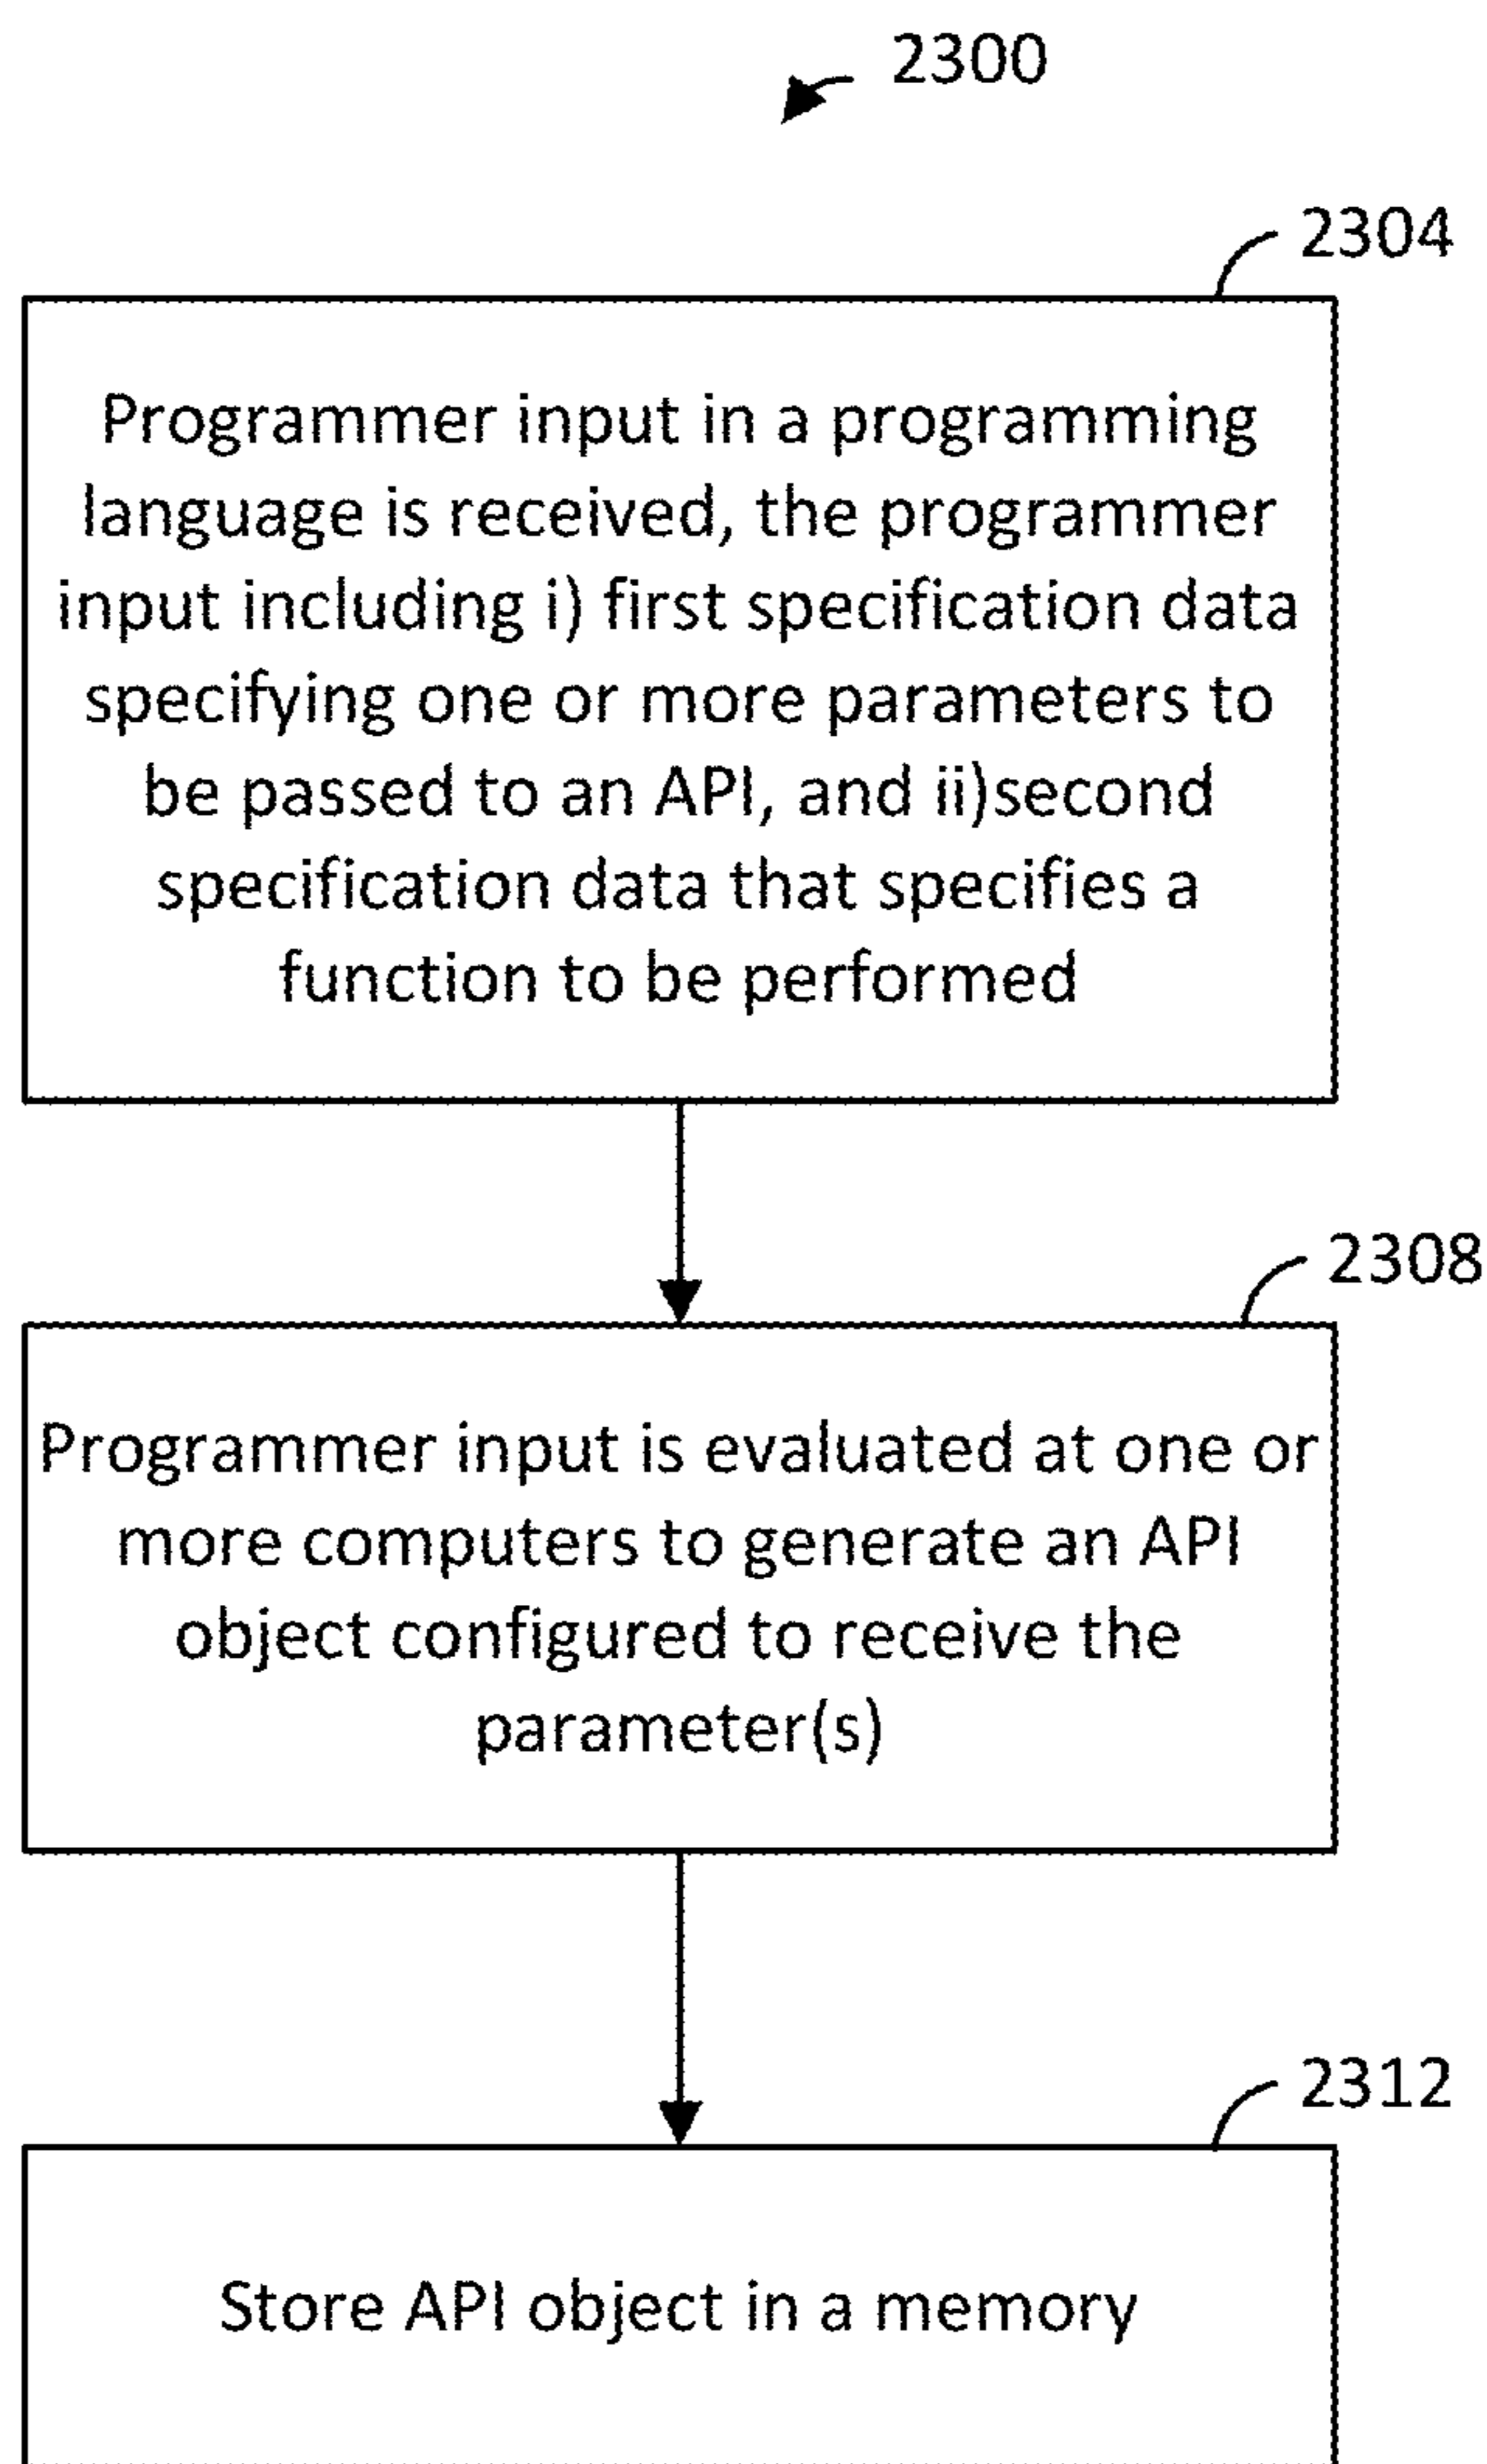 2300
2304
Programmer input in a programming
language is received, the programmer
input including i) first specification data
specifying one or more parameters to
be passed to an API, and ii)second
specification data that specifies a
function to be performed
2308
Programmer input is evaluated at one or
more computers to generate an API
object configured to receive the
parameter(s)
2312
Store API object in a memory